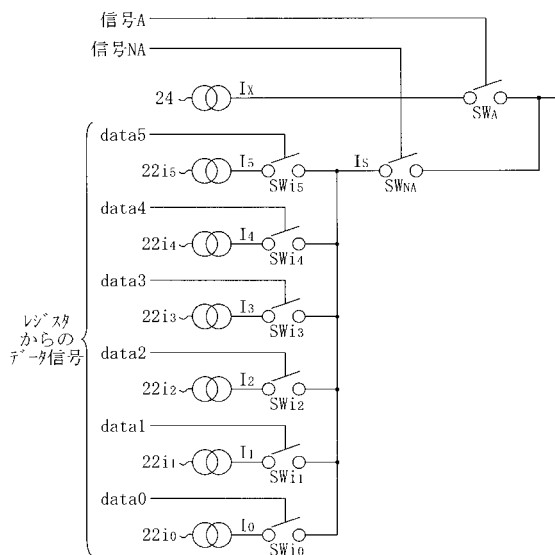 信号A
信号NA
24 IX
SWA
data5
22i5 I5 SWi5 IS SWNA
data4
22i4 I4 SWi4
data3
22i3 I3 SWi3
レジスタ
からの
データ信号
data2
22i2 I2 SWi2
data1
22i1 I1 SWi1
data0
22i0 I0 SWi0